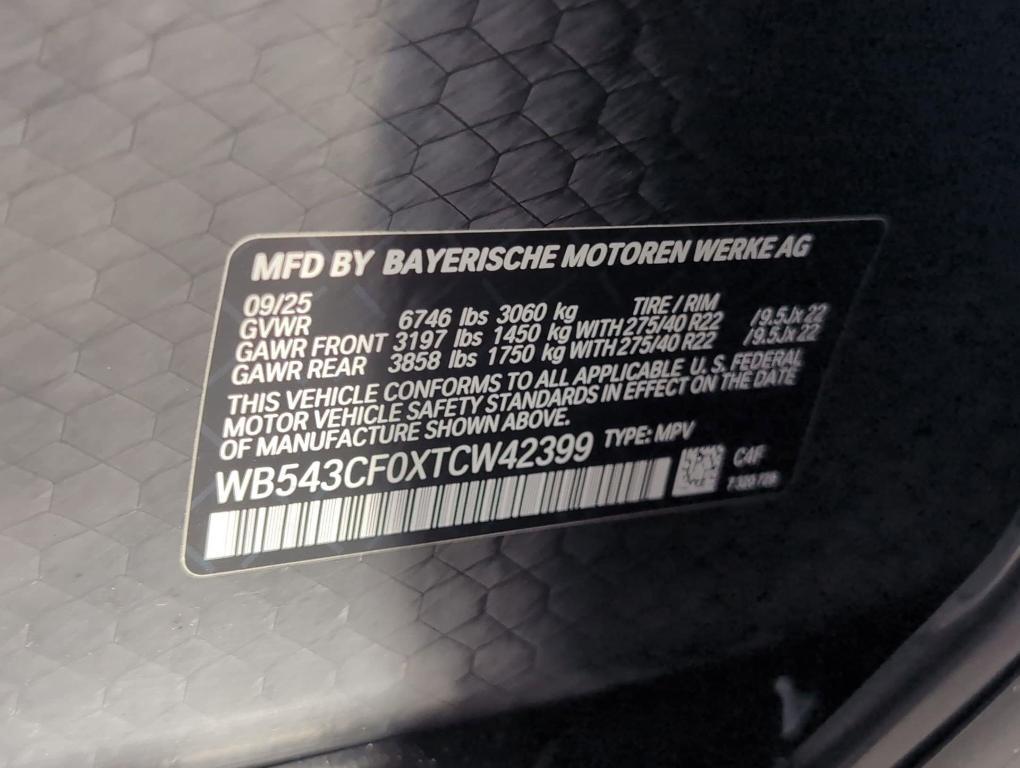 MFD BY BAYERISCHE MOTOREN WERKE AG
09/25 TIRE / RIM
GVWR 6746 lbs 3060 kg
GAWR FRONT 3197 lbs 1450 kg WITH 275/40 R22 /9.5Jx22
GAWR REAR 3858 lbs 1750 kg WITH 275/40 R22 /9.5Jx22
THIS VEHICLE CONFORMS TO ALL APPLICABLE U. S. FEDERAL
MOTOR VEHICLE SAFETY STANDARDS IN EFFECT ON THE DATE
OF MANUFACTURE SHOWN ABOVE.
WB543CF0XTCW42399 TYPE: MPV
C4F